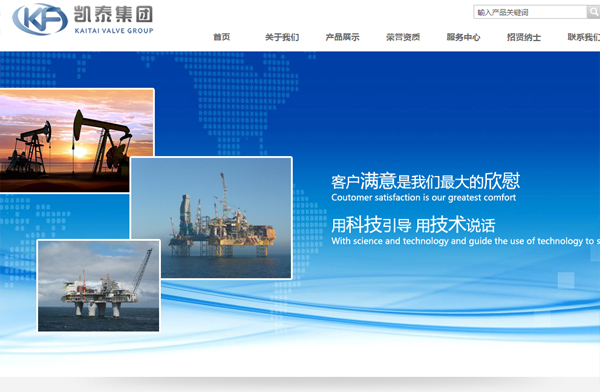 KA 凯泰集团
KAITAI VALVE GROUP
输入产品关键词
首页 关于我们 产品展示 荣誉资质 服务中心 招贤纳士 联系我们
客户满意是我们最大的欣慰
Coutomer satisfaction is our greatest comfort
用科技引导 用技术说话
With science and technology and guide the use of technology to s